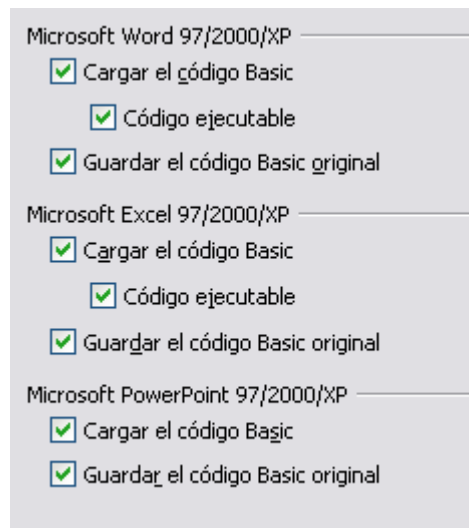 Microsoft Word 97/2000/XP
Cargar el código Basic
Código ejecutable
Guardar el código Basic original
Microsoft Excel 97/2000/XP
Cargar el código Basic
Código ejecutable
Guardar el código Basic original
Microsoft PowerPoint 97/2000/XP
Cargar el código Basic
Guardar el código Basic original